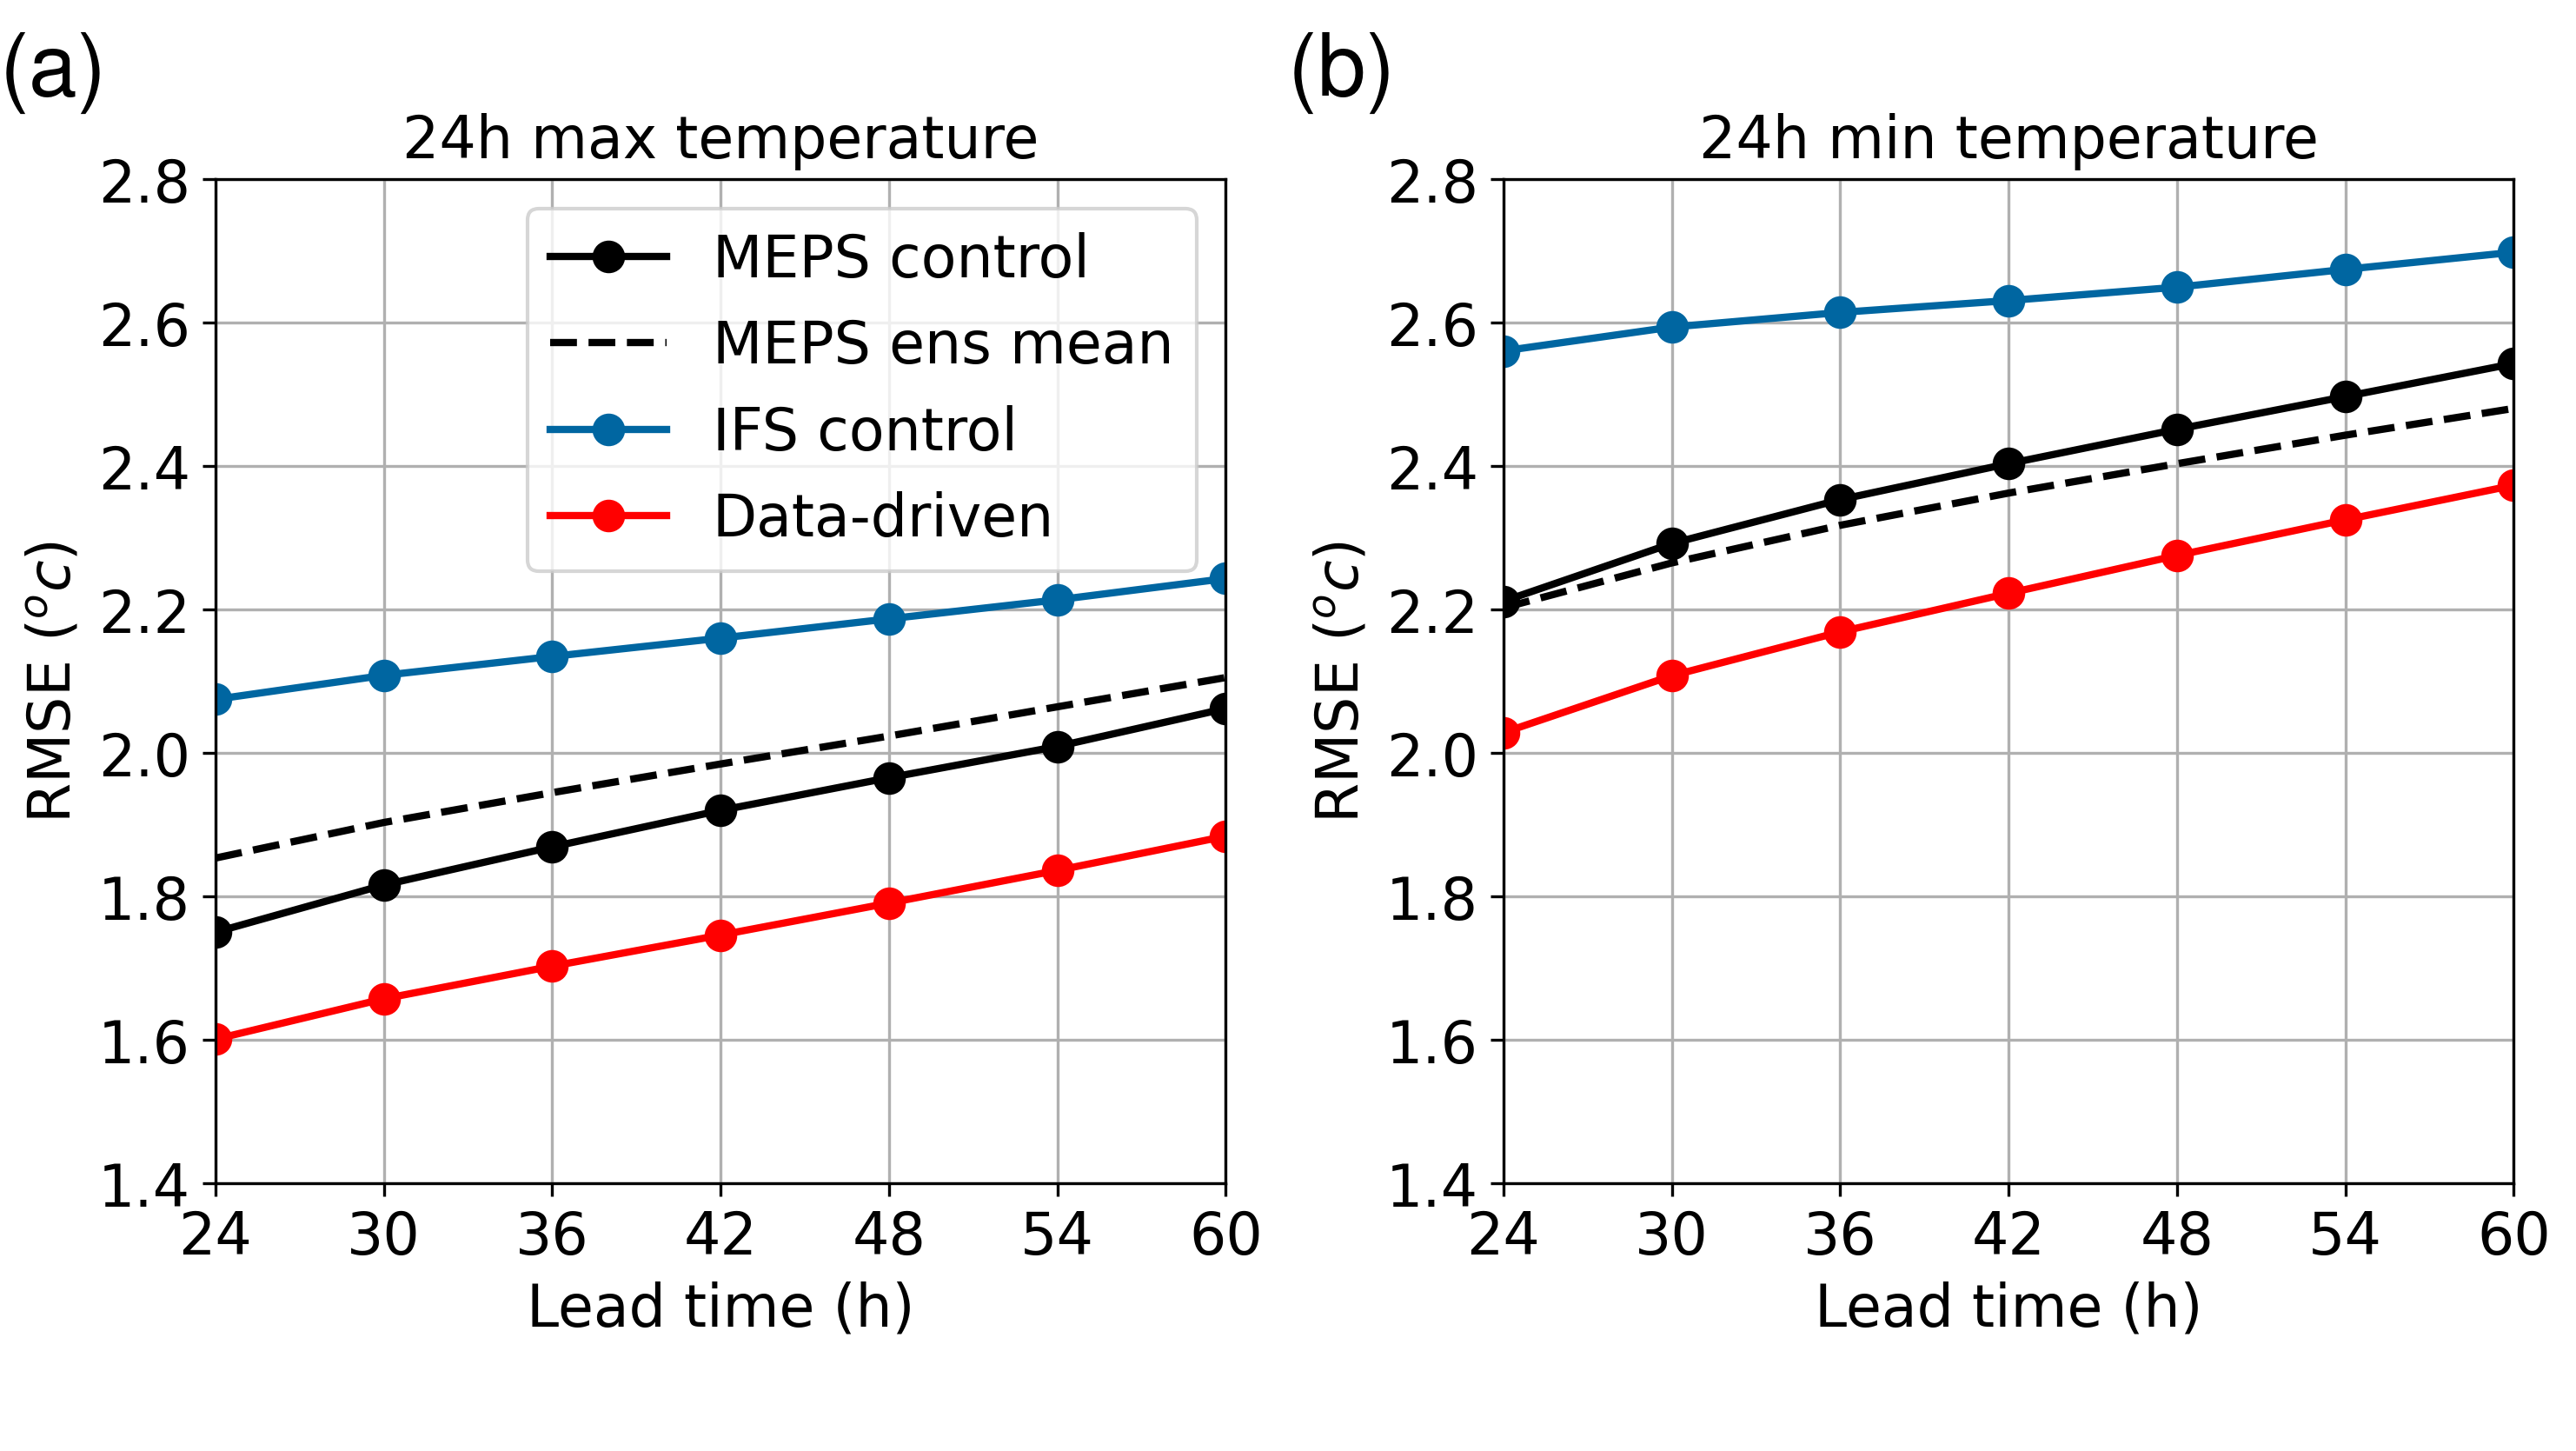 (a)
24h max temperature
2.8
2.6
2.4
2.2
2.0
1.8
1.6
1.4
RMSE (°c)
MEPS control
MEPS ens mean
IFS control
Data-driven
24 30 36 42 48 54 60
Lead time (h)
(b)
24h min temperature
2.8
2.6
2.4
2.2
2.0
1.8
1.6
1.4
RMSE (°c)
24 30 36 42 48 54 60
Lead time (h)